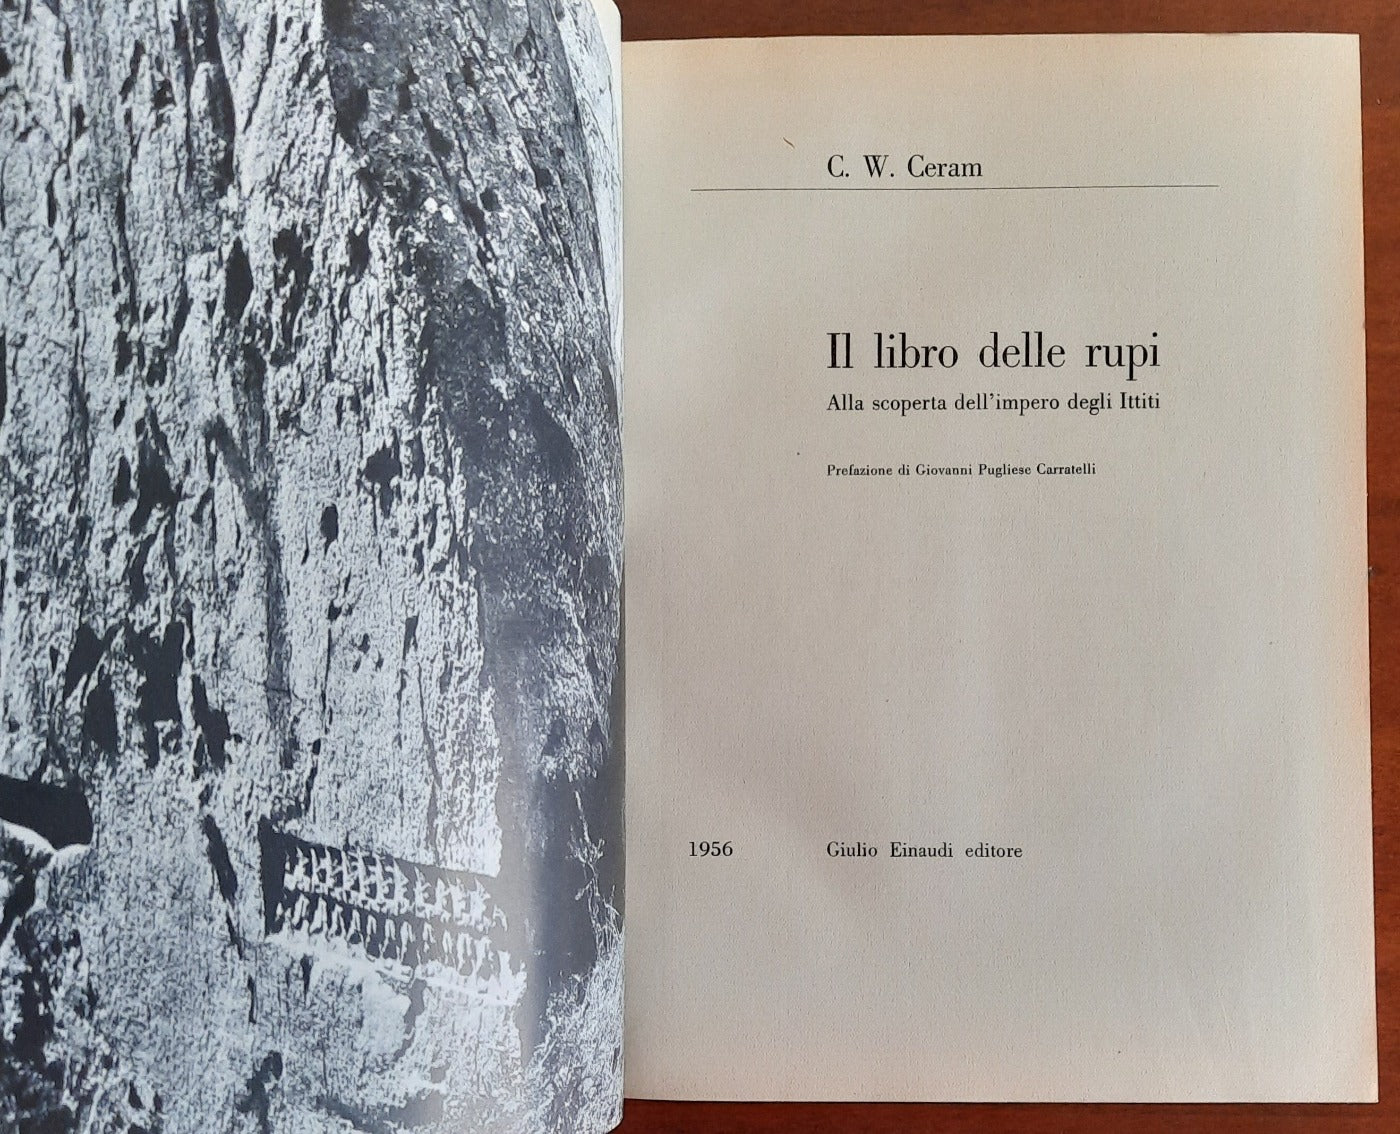 C. W. Ceram
Il libro delle rupi
Alla scoperta dell'impero degli Ittiti
Prefazione di Giovanni Pugliese Carratelli
1956 Giulio Einaudi editore